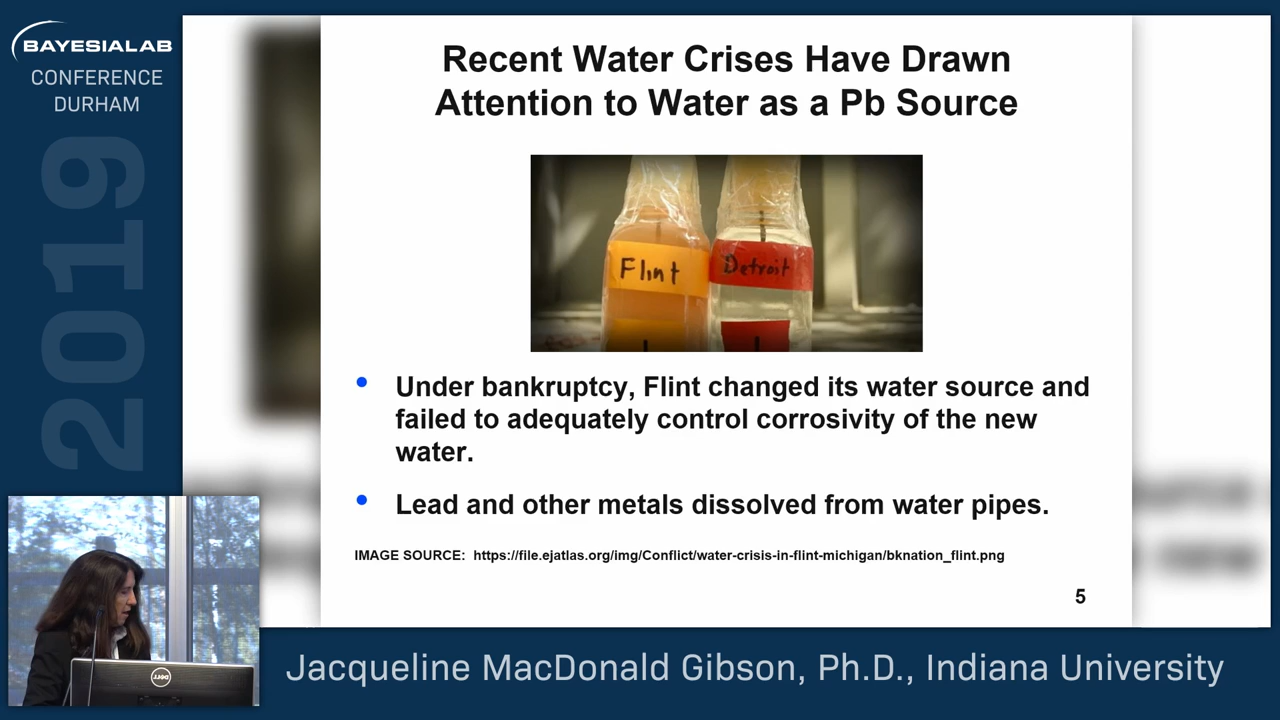 BAYESIALAB
CONFERENCE
DURHAM
2019
Recent Water Crises Have Drawn
Attention to Water as a Pb Source
Flint
Detroit
• Under bankruptcy, Flint changed its water source and
failed to adequately control corrosivity of the new
water.
• Lead and other metals dissolved from water pipes.
IMAGE SOURCE: https://file.ejatlas.org/img/Conflict/water-crisis-in-flint-michigan/bknation_flint.png
5
DELL
Jacqueline MacDonald Gibson, Ph.D., Indiana University